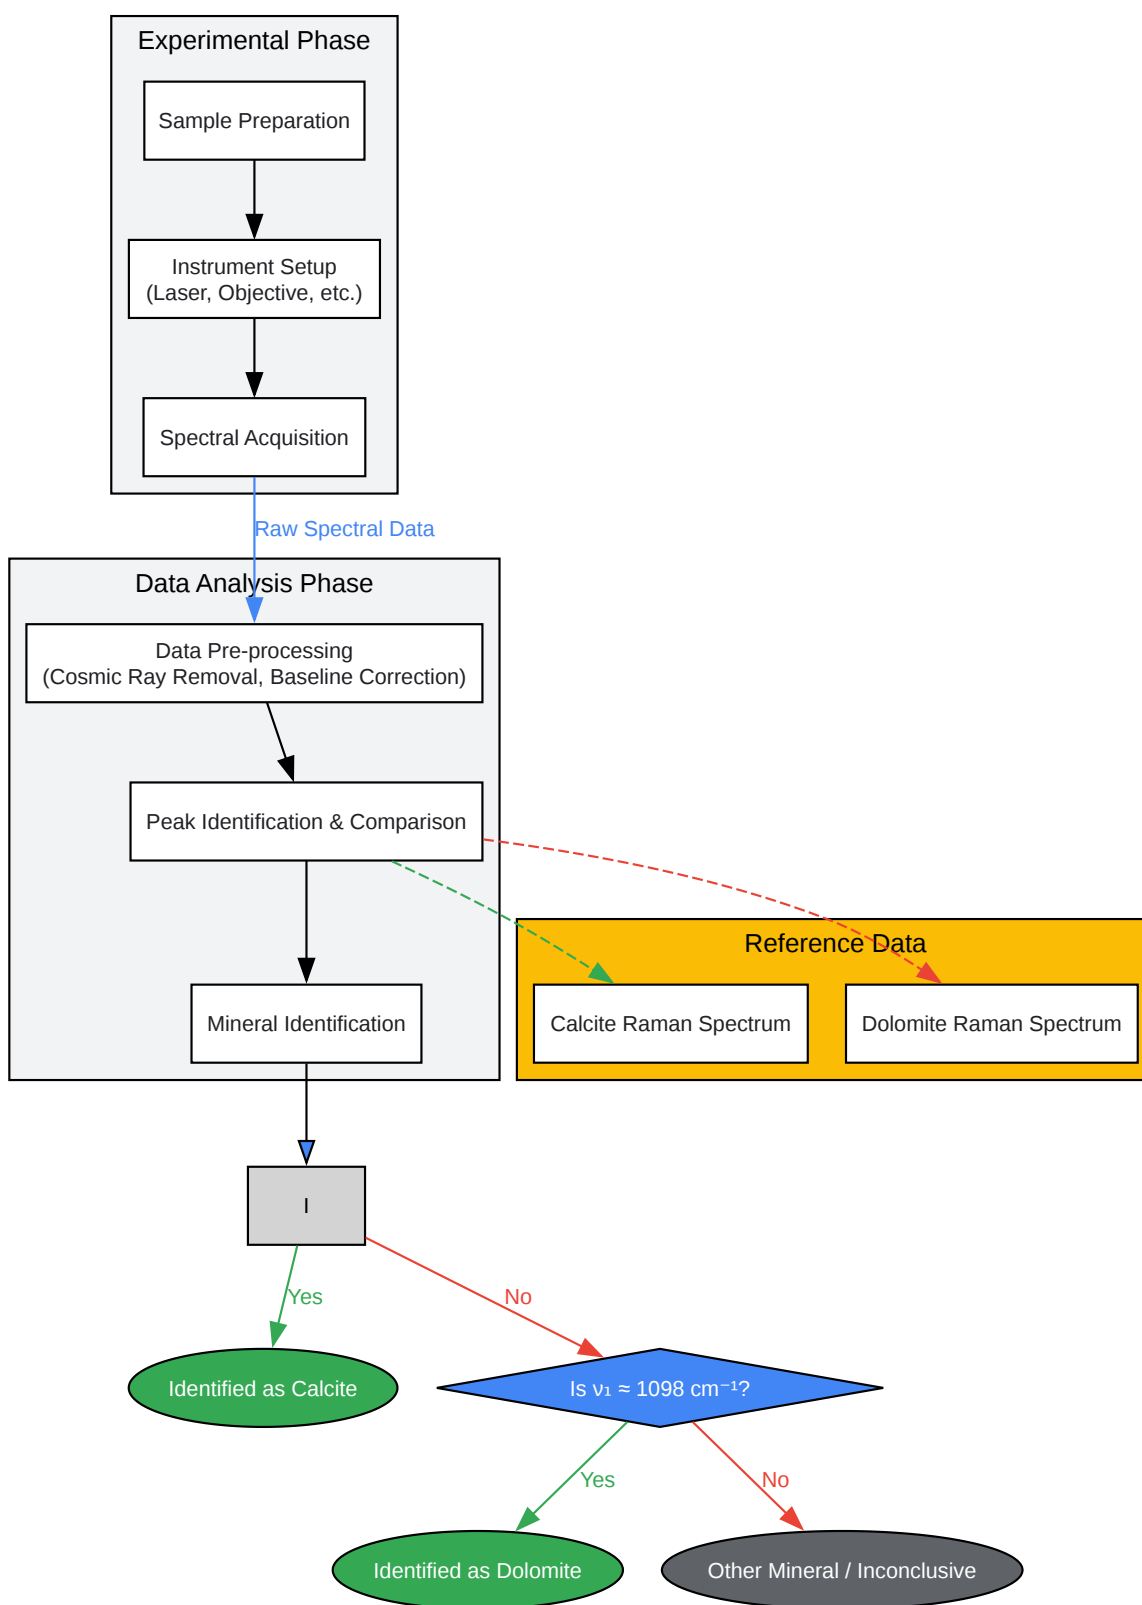 Experimental Phase
Sample Preparation
Instrument Setup
(Laser, Objective, etc.)
Spectral Acquisition
Raw Spectral Data
Data Analysis Phase
Data Pre-processing
(Cosmic Ray Removal, Baseline Correction)
Peak Identification & Comparison
Reference Data
Mineral Identification
Calcite Raman Spectrum
Dolomite Raman Spectrum
I
Yes
No
Identified as Calcite
Is ν₁ ≈ 1098 cm⁻¹?
Yes
No
Identified as Dolomite
Other Mineral / Inconclusive